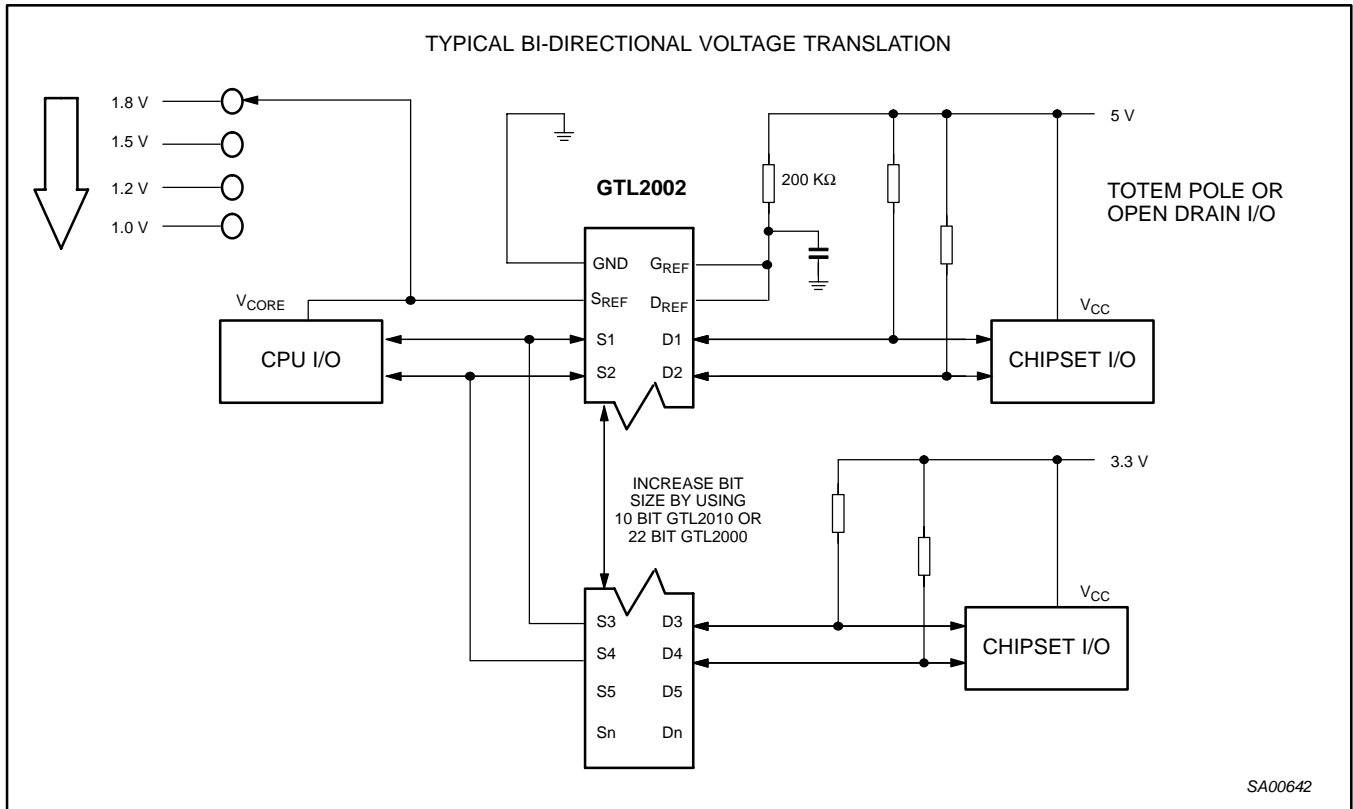 TYPICAL BI-DIRECTIONAL VOLTAGE TRANSLATION
1.8 V
1.5 V
1.2 V
1.0 V
5 V
200 KΩ
GTL2002
TOTEM POLE OR
OPEN DRAIN I/O
GND
GREF
SREF
DREF
VCORE
VCC
CPU I/O
S1
D1
S2
D2
CHIPSET I/O
3.3 V
INCREASE BIT
SIZE BY USING
10 BIT GTL2010 OR
22 BIT GTL2000
VCC
S3
D3
S4
D4
CHIPSET I/O
S5
D5
Sn
Dn
SA00642